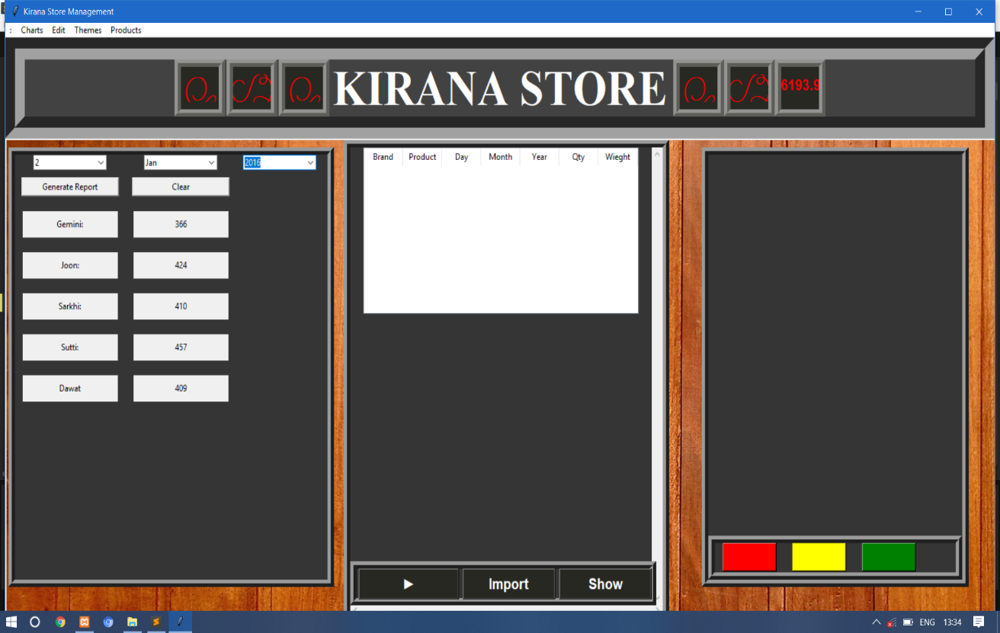 Kirana Store Management
: Charts Edit Themes Products
KIRANA STORE 6193.9
2 Jan 2016
Generate Report Clear
Gemini: 366
Joon: 424
Sarkhi: 410
Sutti: 457
Dawat 409
Brand Product Day Month Year Qty Wieght
Import Show
ENG 13:34